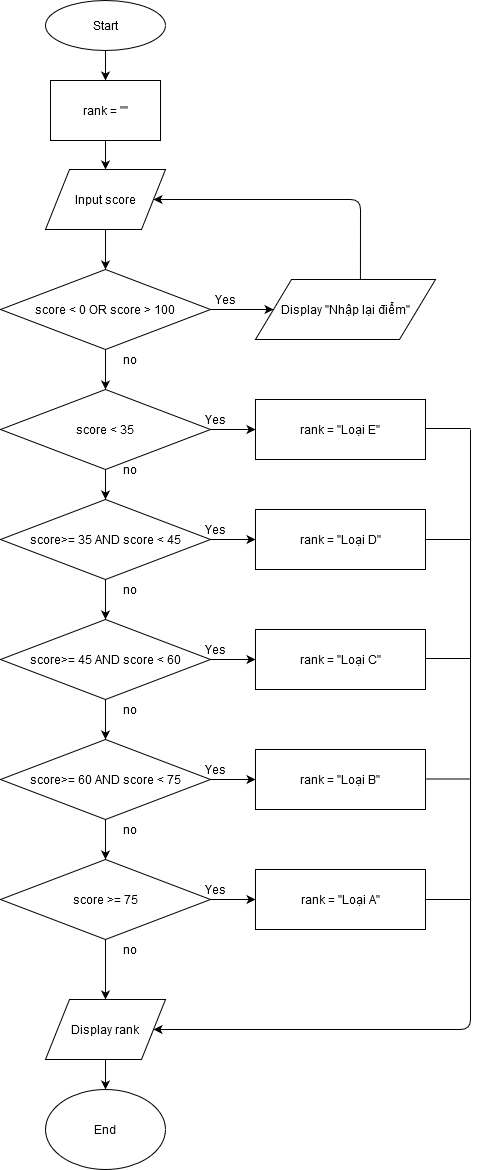 Start
rank = ""
Input score
score < 0 OR score > 100
Yes
Display "Nhập lại điểm"
no
score < 35
Yes
rank = "Loại E"
no
score>= 35 AND score < 45
Yes
rank = "Loại D"
no
score>= 45 AND score < 60
Yes
rank = "Loại C"
no
score>= 60 AND score < 75
Yes
rank = "Loại B"
no
score >= 75
Yes
rank = "Loại A"
no
Display rank
End